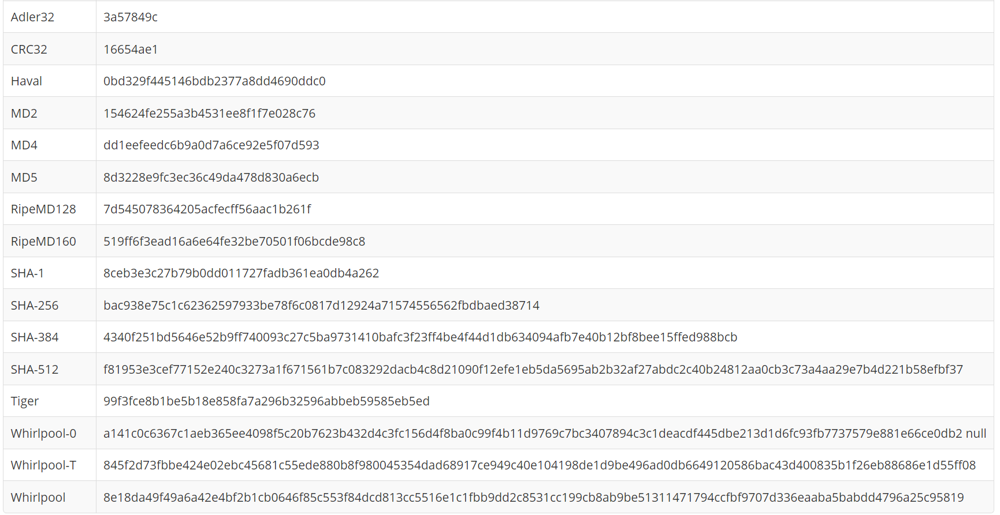 Adler32 3a57849c
CRC32 16654ae1
Haval 0bd329f445146bdb2377a8dd4690ddc0
MD2 154624fe255a3b4531ee8f1f7e028c76
MD4 dd1eefeedc6b9a0d7a6ce92e5f07d593
MD5 8d3228e9fc3ec36c49da478d830a6ecb
RipeMD128 7d545078364205acfecff56aac1b261f
RipeMD160 519ff6f3ead16a6e64fe32be70501f06bcde98c8
SHA-1 8ceb3e3c27b79b0dd011727fadb361ea0db4a262
SHA-256 bac938e75c1c62362597933be78f6c0817d12924a71574556562fbdbaed38714
SHA-384 4340f251bd5646e52b9ff740093c27c5ba9731410bafc3f23ff4be4f44d1db634094afb7e40b12bf8bee15ffed988bcb
SHA-512 f81953e3cef77152e240c3273a1f671561b7c083292dacb4c8d21090f12efe1eb5da5695ab2b32af27abdc2c40b24812aa0cb3c73a4aa29e7b4d221b58efbf37
Tiger 99f3fce8b1be5b18e858fa7a296b32596abbeb59585eb5ed
Whirlpool-0 a141c0c6367c1aeb365ee4098f5c20b7623b432d4c3fc156d4f8ba0c99f4b11d9769c7bc3407894c3c1deacdf445dbe213d1d6fc93fb7737579e881e66ce0db2 null
Whirlpool-T 845f2d73fbbe424e02ebc45681c55ede880b8f980045354dad68917ce949c40e104198de1d9be496ad0db6649120586bac43d400835b1f26eb88686e1d55ff08
Whirlpool 8e18da49f49a6a42e4bf2b1cb0646f85c553f84dcd813cc5516e1c1fbb9dd2c8531cc199cb8ab9be51311471794ccfbf9707d336eaaba5babdd4796a25c95819